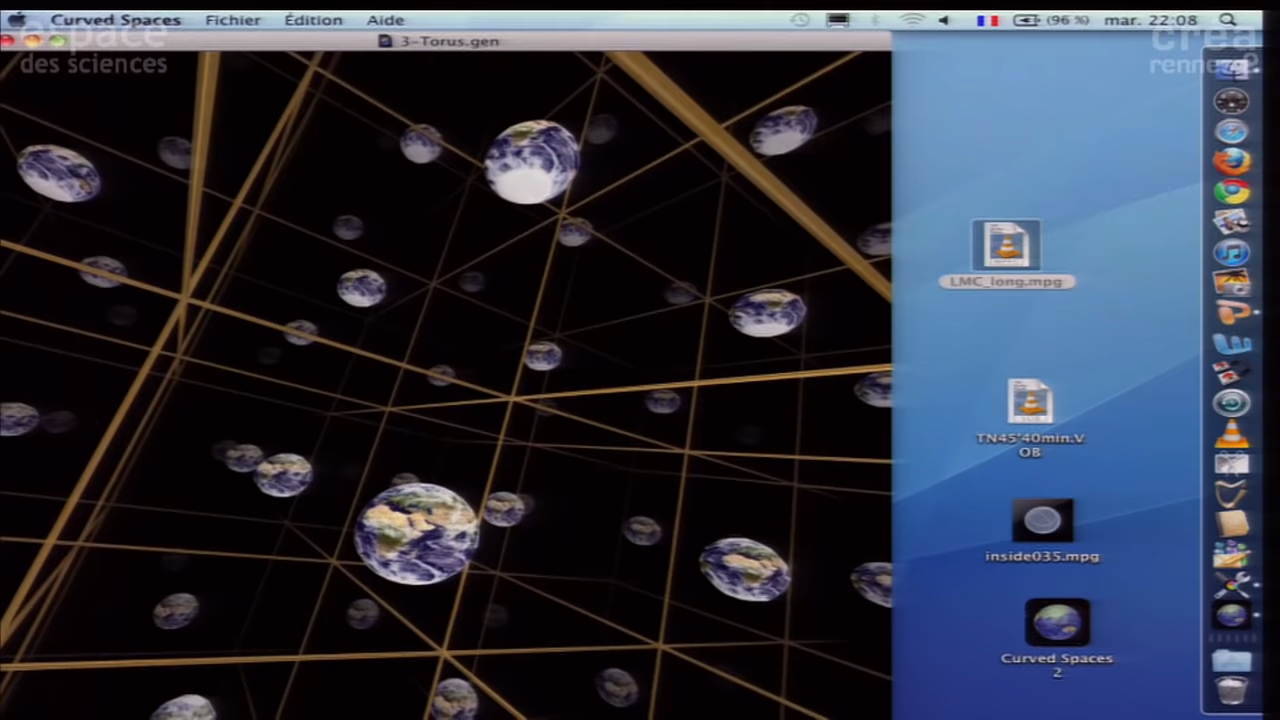 Curved Spaces Fichier Édition Aide (96 %) mar. 22:08
3-Torus.gen
espace
des sciences
crea
rennes2
LMC_long.mpg
TN45'40min.V
OB
inside035.mpg
Curved Spaces
2